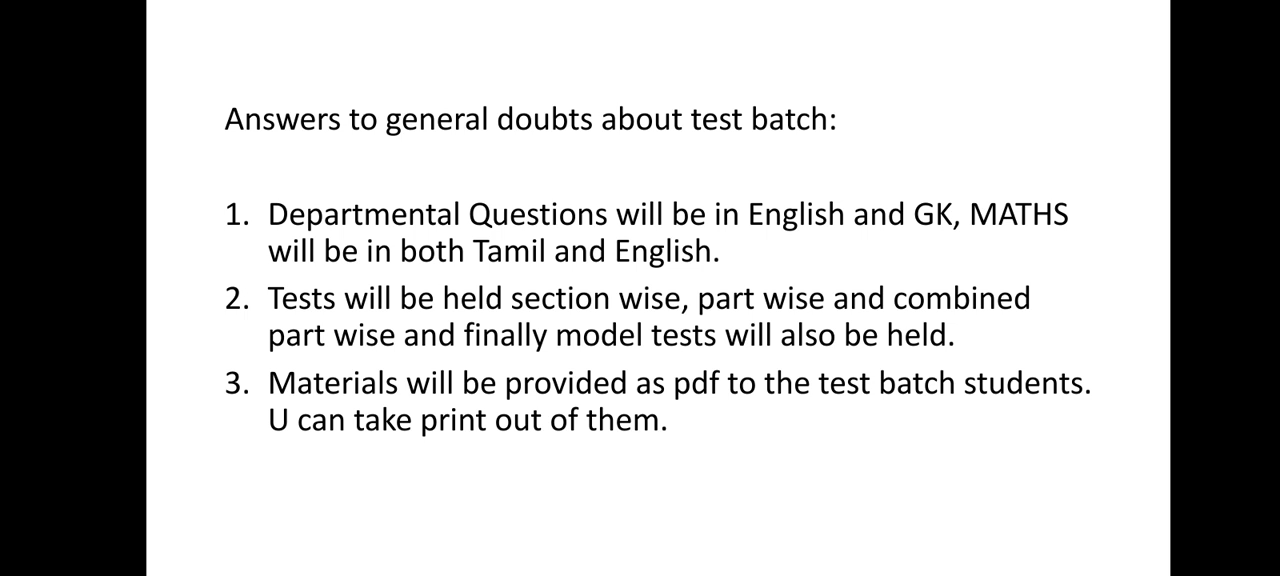 Answers to general doubts about test batch:
1. Departmental Questions will be in English and GK, MATHS
will be in both Tamil and English.
2. Tests will be held section wise, part wise and combined
part wise and finally model tests will also be held.
3. Materials will be provided as pdf to the test batch students.
U can take print out of them.